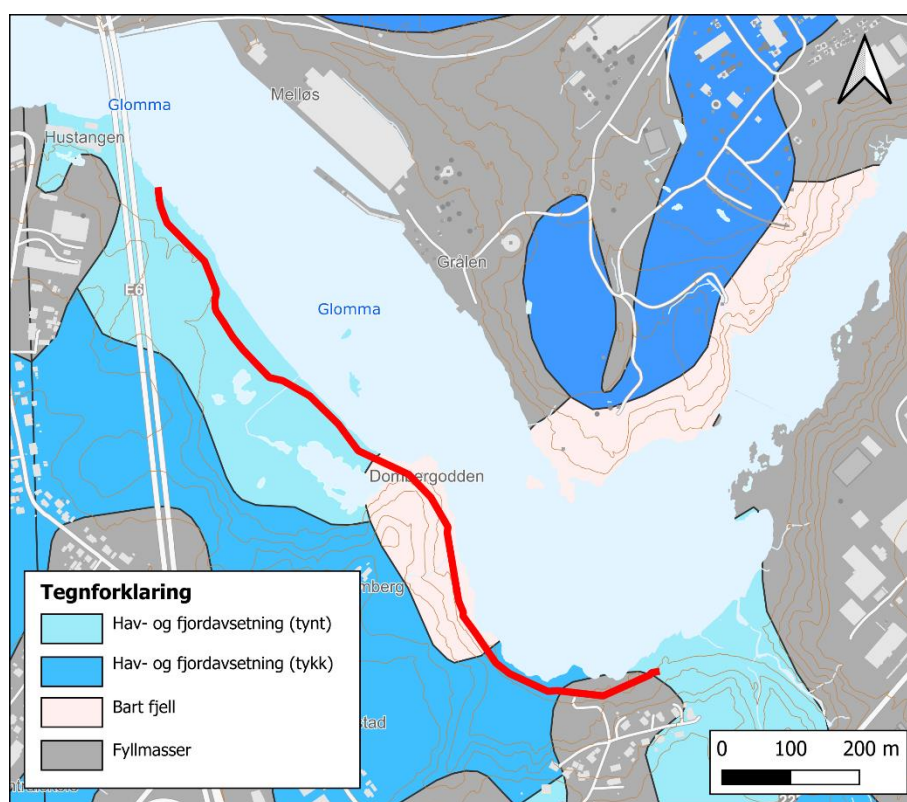 Glomma
Melløs
Hustangen
E6
Grålen
Glomma
Dombergodden
mberg
stad
Tegnforklaring
Hav- og fjordavsetning (tynt)
Hav- og fjordavsetning (tykk)
Bart fjell
Fyllmasser
0 100 200 m